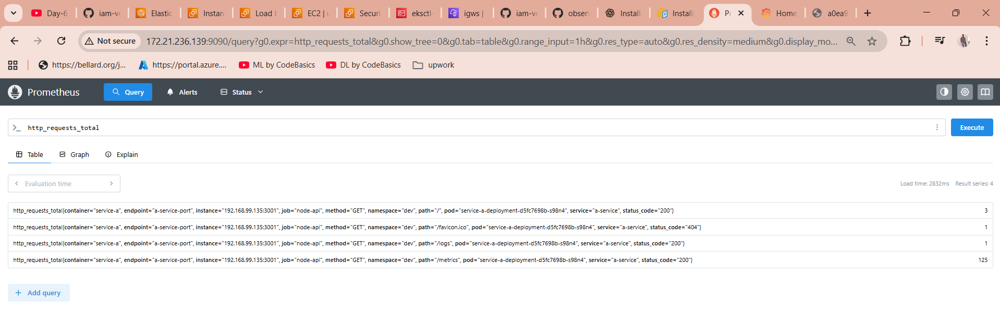 Day-6 iam-ve Elastic Instan Load b EC2 | u Securi eksctl- igws | iam-ve observ Install Installi Pr Home a0ea9
Not secure 172.21.236.139:9090/query?g0.expr=http_requests_total&g0.show_tree=0&g0.tab=table&g0.range_input=1h&g0.res_type=auto&g0.res_density=medium&g0.display_mo...
https://bellard.org/j... https://portal.azure.... ML by CodeBasics DL by CodeBasics upwork
Prometheus Query Alerts Status
>_ http_requests_total Execute
Table Graph Explain
Evaluation time Load time: 2832ms Result series: 4
http_requests_total{container="service-a", endpoint="a-service-port", instance="192.168.99.135:3001", job="node-api", method="GET", namespace="dev", path="/", pod="service-a-deployment-d5fc7698b-s98n4", service="a-service", status_code="200"} 3
http_requests_total{container="service-a", endpoint="a-service-port", instance="192.168.99.135:3001", job="node-api", method="GET", namespace="dev", path="/favicon.ico", pod="service-a-deployment-d5fc7698b-s98n4", service="a-service", status_code="404"} 1
http_requests_total{container="service-a", endpoint="a-service-port", instance="192.168.99.135:3001", job="node-api", method="GET", namespace="dev", path="/logs", pod="service-a-deployment-d5fc7698b-s98n4", service="a-service", status_code="200"} 1
http_requests_total{container="service-a", endpoint="a-service-port", instance="192.168.99.135:3001", job="node-api", method="GET", namespace="dev", path="/metrics", pod="service-a-deployment-d5fc7698b-s98n4", service="a-service", status_code="200"} 125
+ Add query